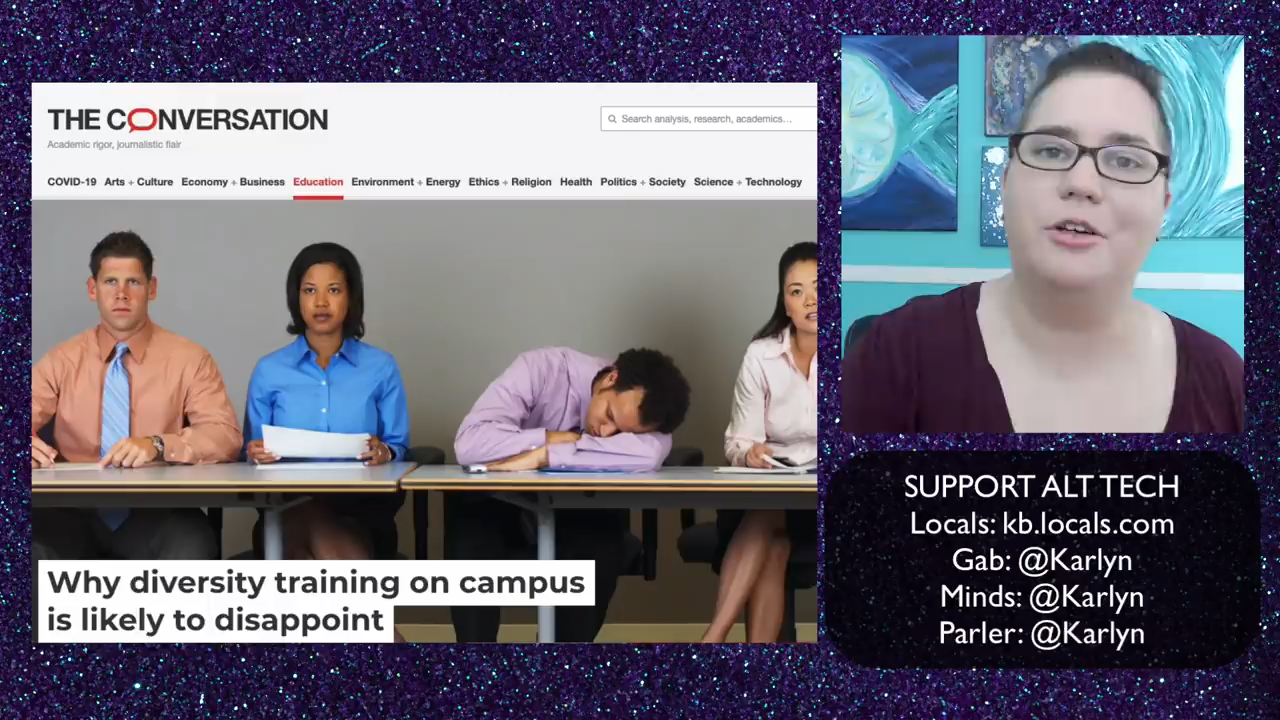 THE CONVERSATION
Academic rigor, journalistic flair
Search analysis, research, academics...
COVID-19 Arts + Culture Economy + Business Education Environment + Energy Ethics + Religion Health Politics + Society Science + Technology
Why diversity training on campus
is likely to disappoint
SUPPORT ALT TECH
Locals: kb.locals.com
Gab: @Karlyn
Minds: @Karlyn
Parler: @Karlyn